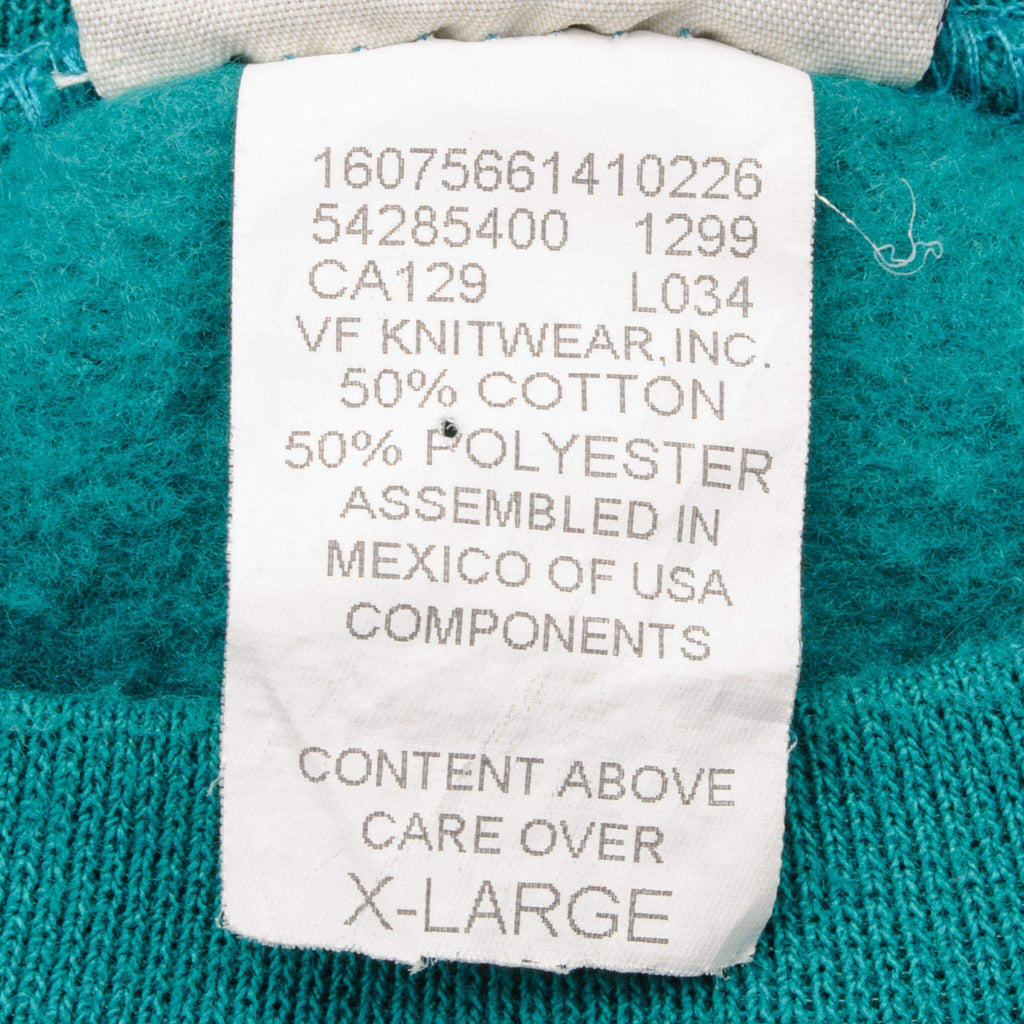 16075661410226
54285400 1299
CA129 L034
VF KNITWEAR, INC.
50% COTTON
50% POLYESTER
ASSEMBLED IN
MEXICO OF USA
COMPONENTS
CONTENT ABOVE
CARE OVER
X-LARGE